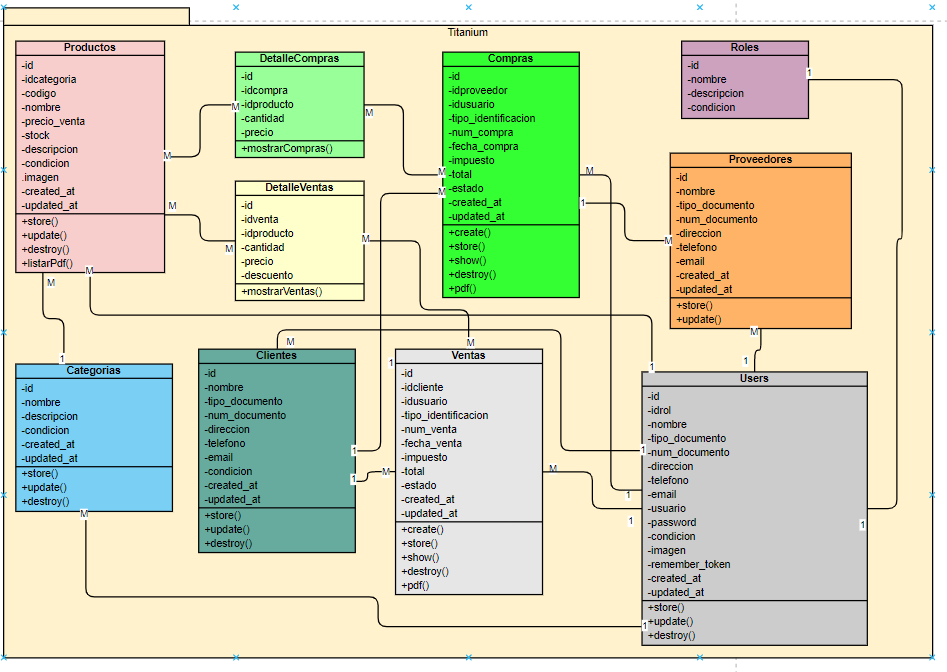 Titanium
Productos
-id
-idcategoria
-codigo
-nombre
-precio_venta
-stock
-descripcion
-condicion
.imagen
-created_at
-updated_at
+store()
+update()
+destroy()
+listarPdf()
DetalleCompras
-id
-idcompra
-idproducto
-cantidad
-precio
+mostrarCompras()
DetalleVentas
-id
-idventa
-idproducto
-cantidad
-precio
-descuento
+mostrarVentas()
Compras
-id
-idproveedor
-idusuario
-tipo_identificacion
-num_compra
-fecha_compra
-impuesto
-total
-estado
-created_at
-updated_at
+create()
+store()
+show()
+destroy()
+pdf()
Roles
-id
-nombre
-descripcion
-condicion
Proveedores
-id
-nombre
-tipo_documento
-num_documento
-direccion
-telefono
-email
-created_at
-updated_at
+store()
+update()
Categorias
-id
-nombre
-descripcion
-condicion
-created_at
-updated_at
+store()
+update()
+destroy()
Clientes
-id
-nombre
-tipo_documento
-num_documento
-direccion
-telefono
-email
-condicion
-created_at
-updated_at
+store()
+update()
+destroy()
Ventas
-id
-idcliente
-idusuario
-tipo_identificacion
-num_venta
-fecha_venta
-impuesto
-total
-estado
-created_at
-updated_at
+create()
+store()
+show()
+destroy()
+pdf()
Users
-id
-idrol
-nombre
-tipo_documento
-num_documento
-direccion
-telefono
-email
-usuario
-password
-condicion
-imagen
-remember_token
-created_at
-updated_at
+store()
+update()
+destroy()
M
M
M
M
M
M
M
M
M
M
1
M
1
M
1
M
1
M
1
M
1
M
1
1
M
M
1
1
1
M
1
1